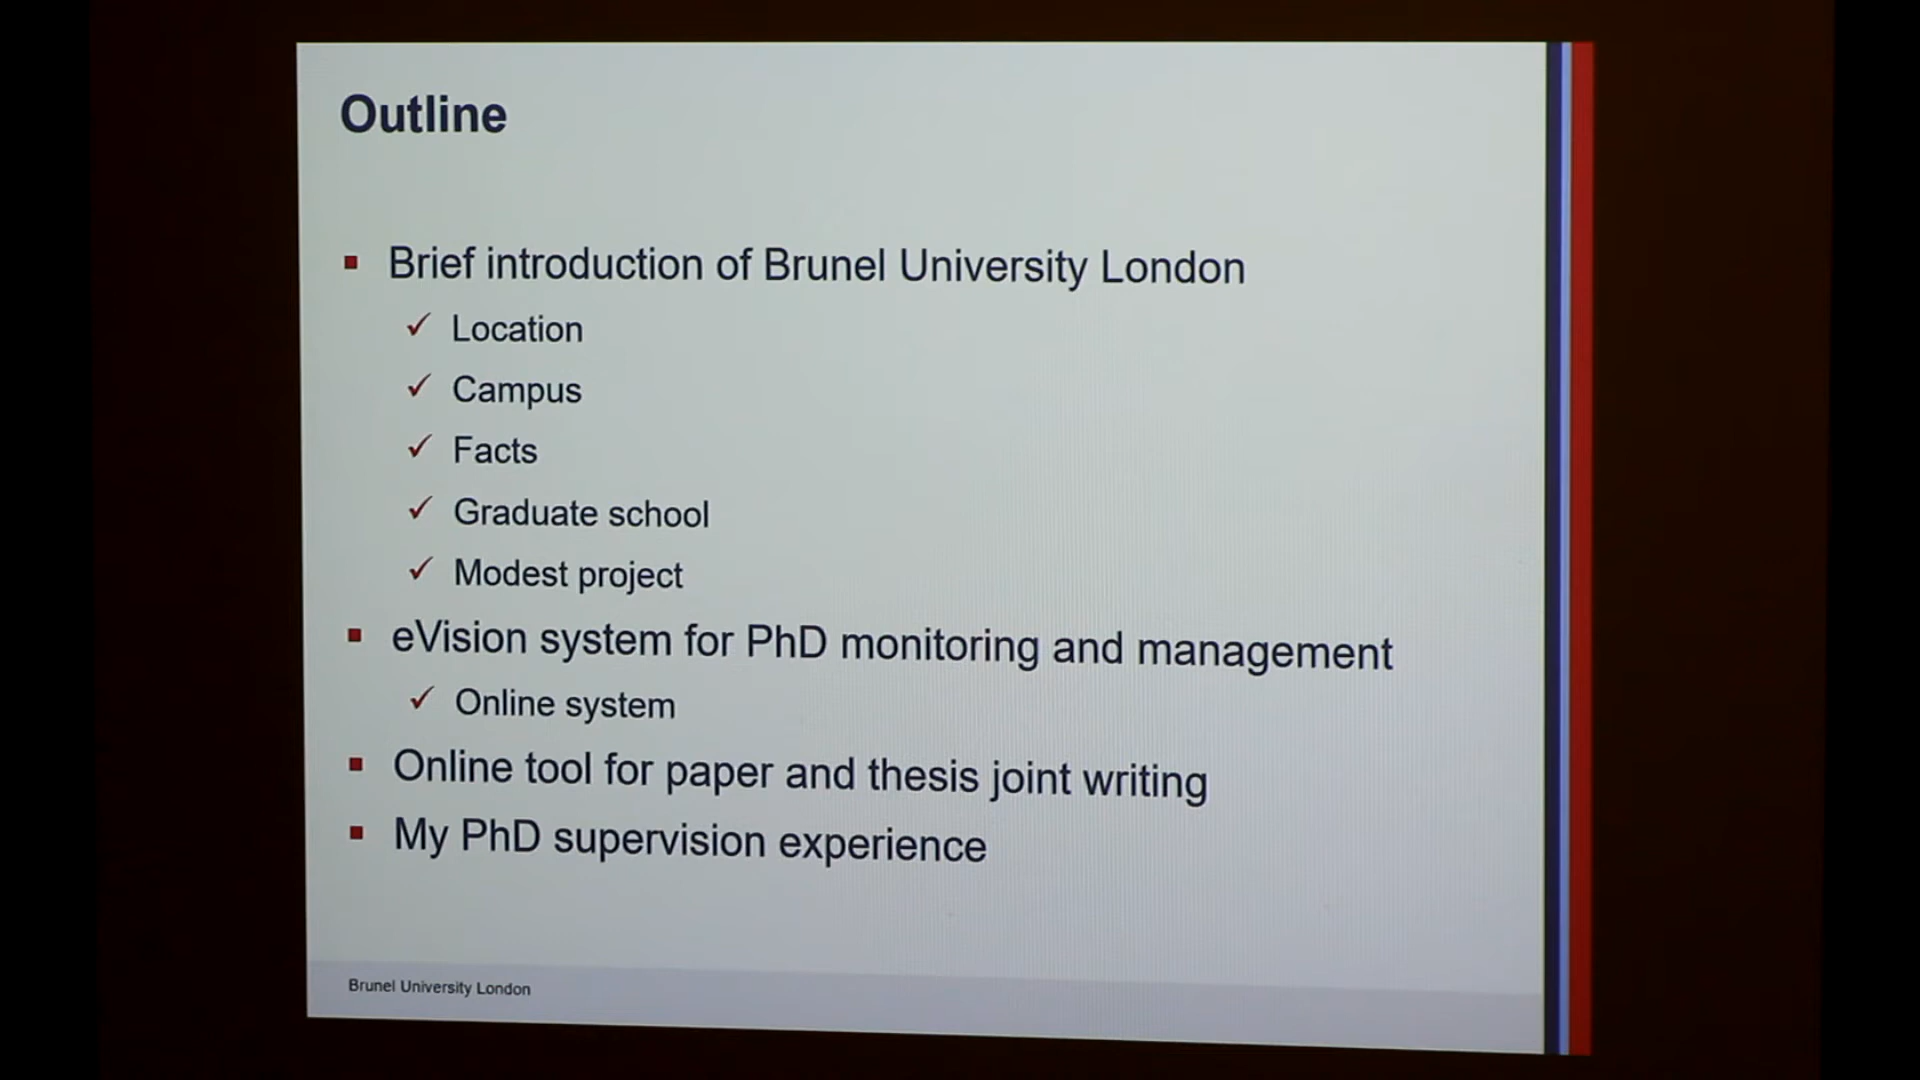 Outline
Brief introduction of Brunel University London
Location
Campus
Facts
Graduate school
Modest project
eVision system for PhD monitoring and management
Online system
Online tool for paper and thesis joint writing
My PhD supervision experience
Brunel University London